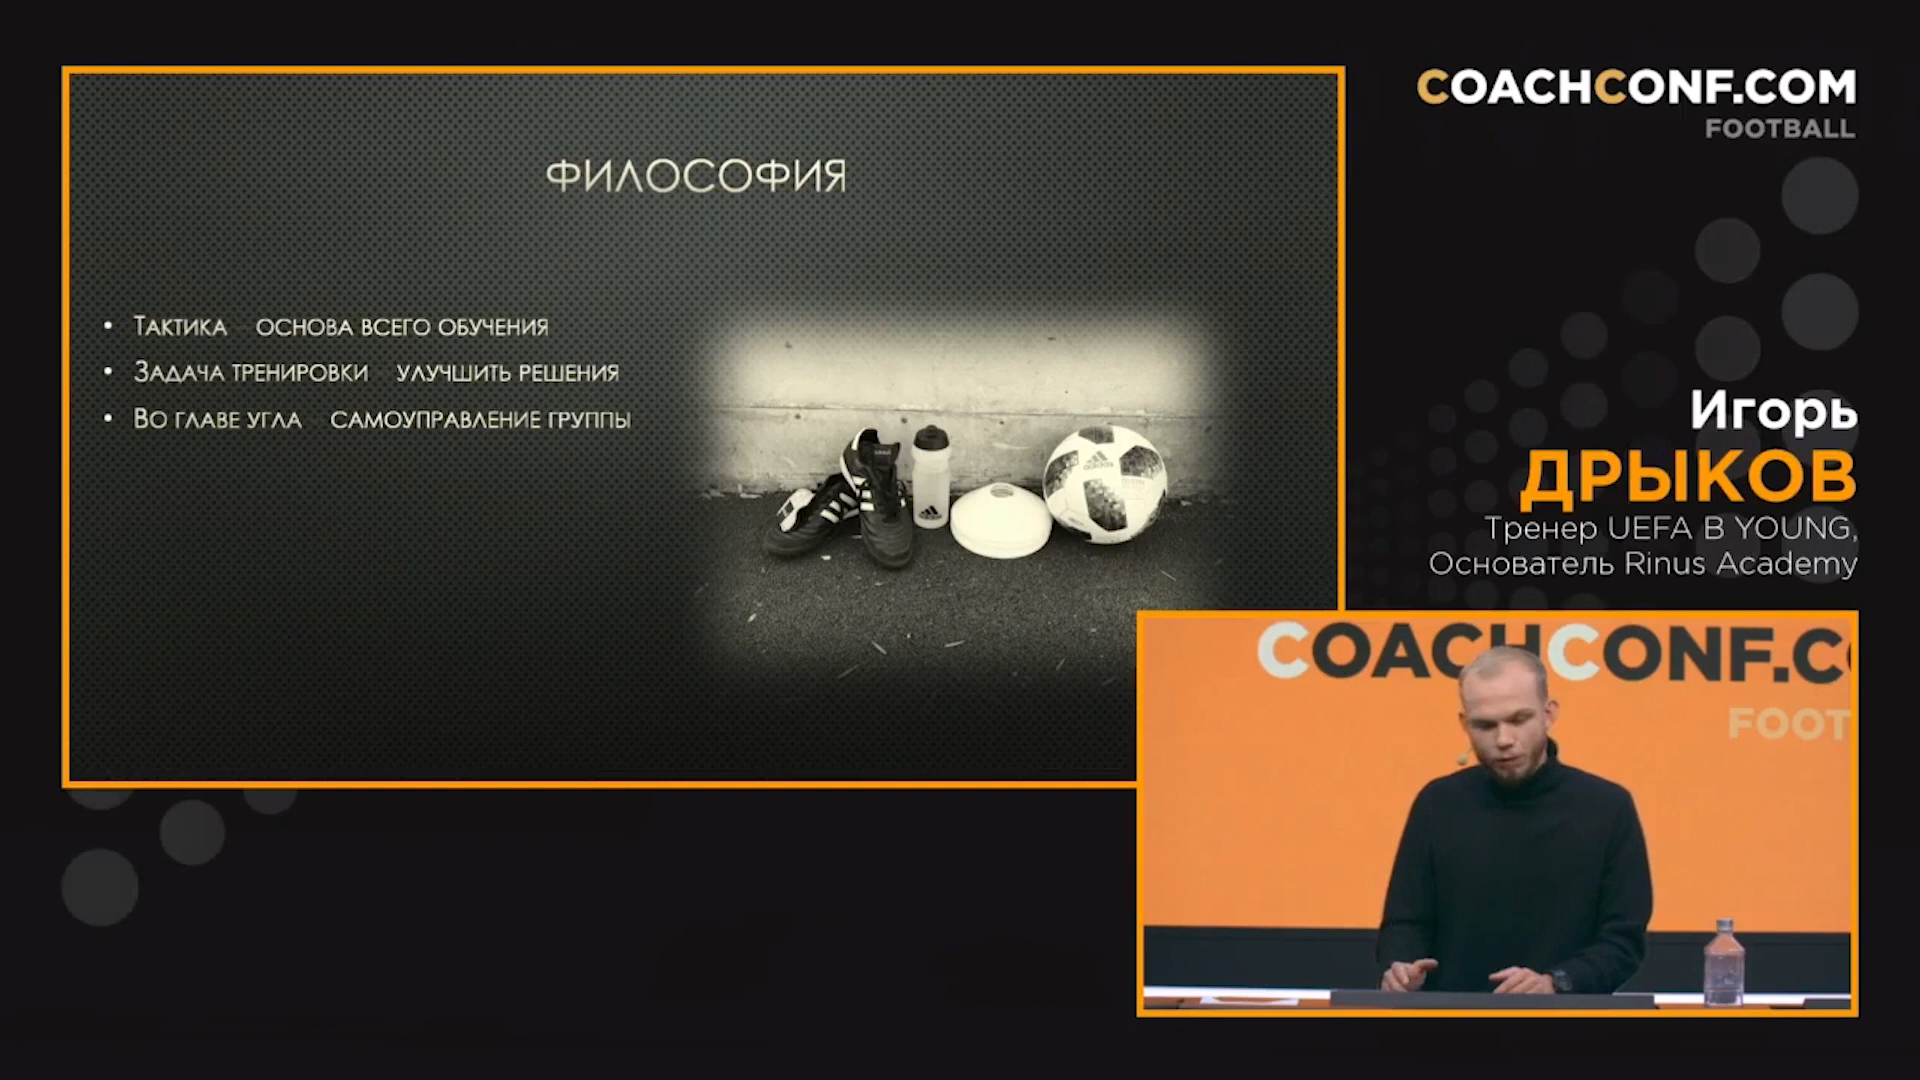 ФИЛОСОФИЯ
• Тактика основа всего обучения
• Задача тренировки улучшить решения
• Во главе угла самоуправление группы
adidas
COACHCONF.COM
FOOTBALL
Игорь
ДРЫКОВ
Тренер UEFA B YOUNG,
Основатель Rinus Academy
COACHCONF.C
FOOT